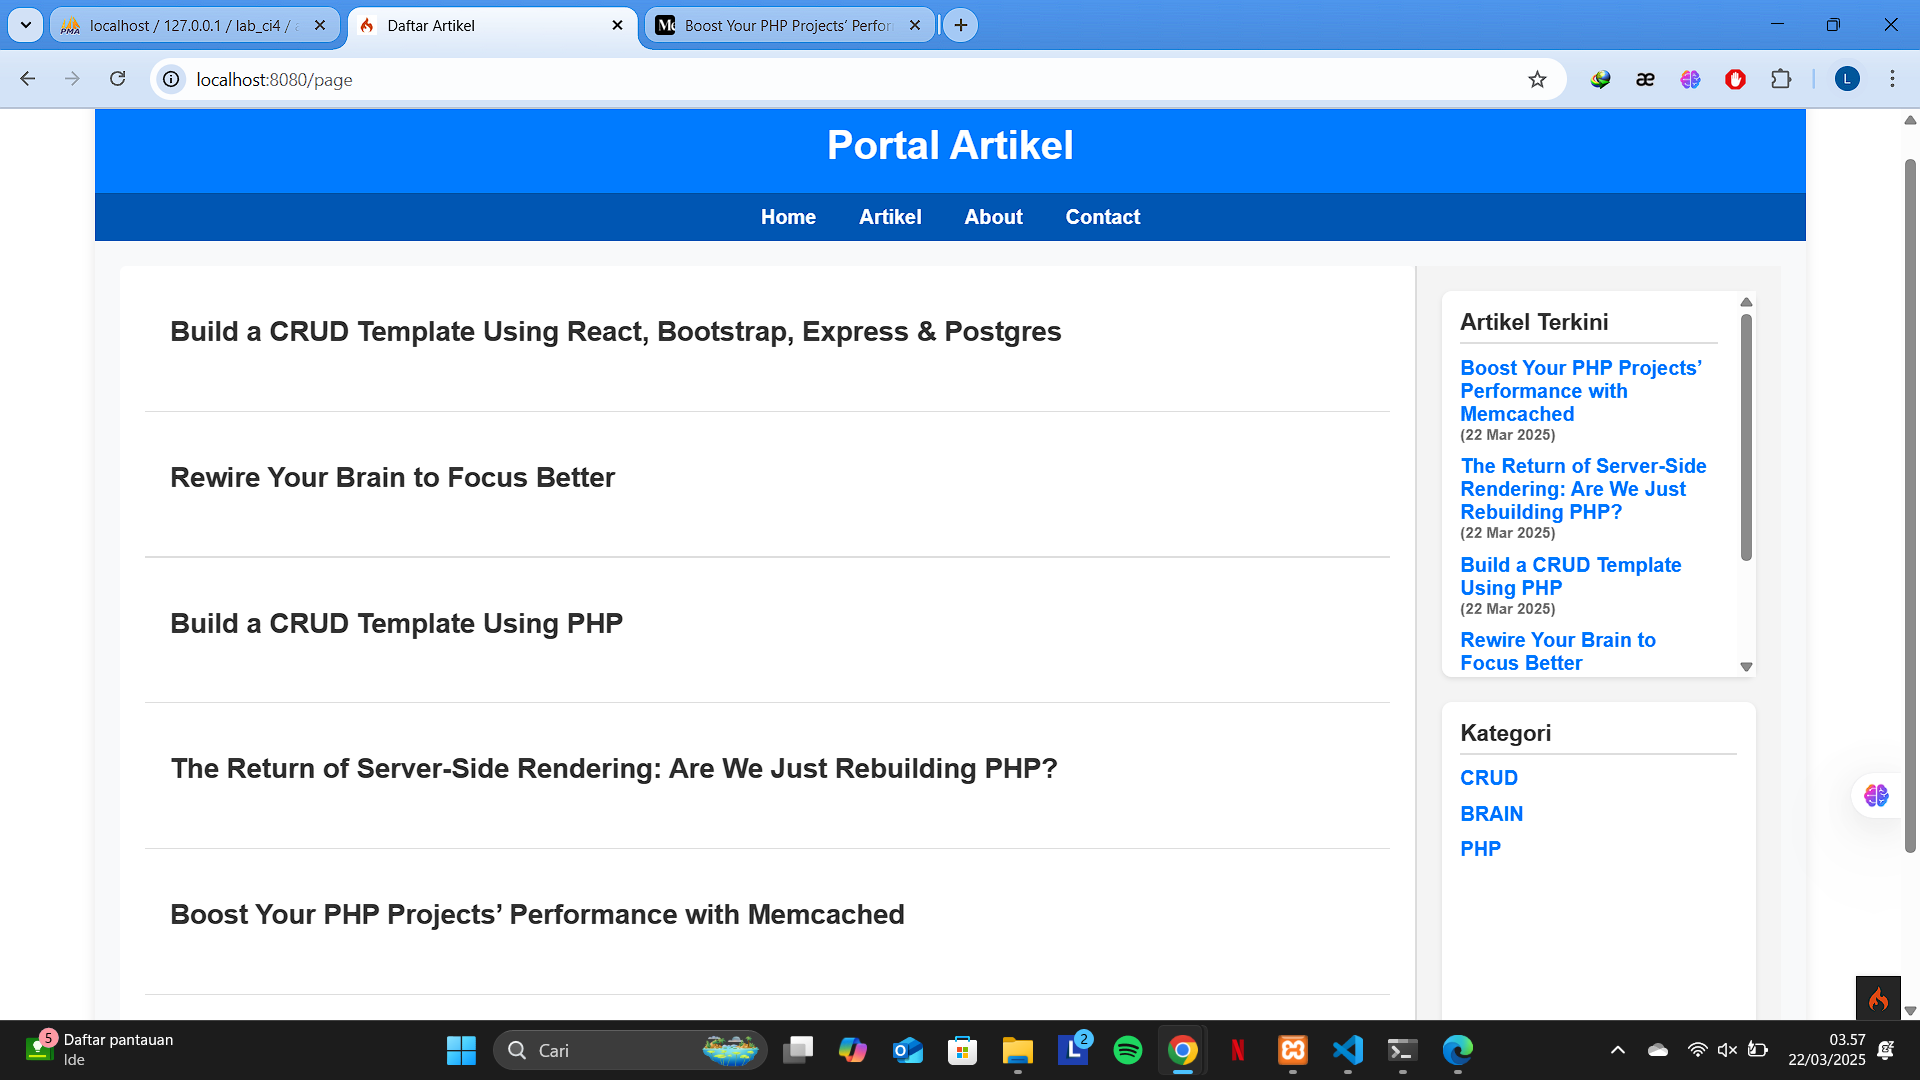 localhost / 127.0.0.1 / lab_ci4 /
Daftar Artikel
Boost Your PHP Projects’ Perfor
localhost:8080/page
L
Portal Artikel
Home Artikel About Contact
Build a CRUD Template Using React, Bootstrap, Express & Postgres
Rewire Your Brain to Focus Better
Build a CRUD Template Using PHP
The Return of Server-Side Rendering: Are We Just Rebuilding PHP?
Boost Your PHP Projects’ Performance with Memcached
Artikel Terkini
Boost Your PHP Projects’
Performance with
Memcached
(22 Mar 2025)
The Return of Server-Side
Rendering: Are We Just
Rebuilding PHP?
(22 Mar 2025)
Build a CRUD Template
Using PHP
(22 Mar 2025)
Rewire Your Brain to
Focus Better
Kategori
CRUD
BRAIN
PHP
5
Daftar pantauan
Ide
Cari
2
03.57
22/03/2025